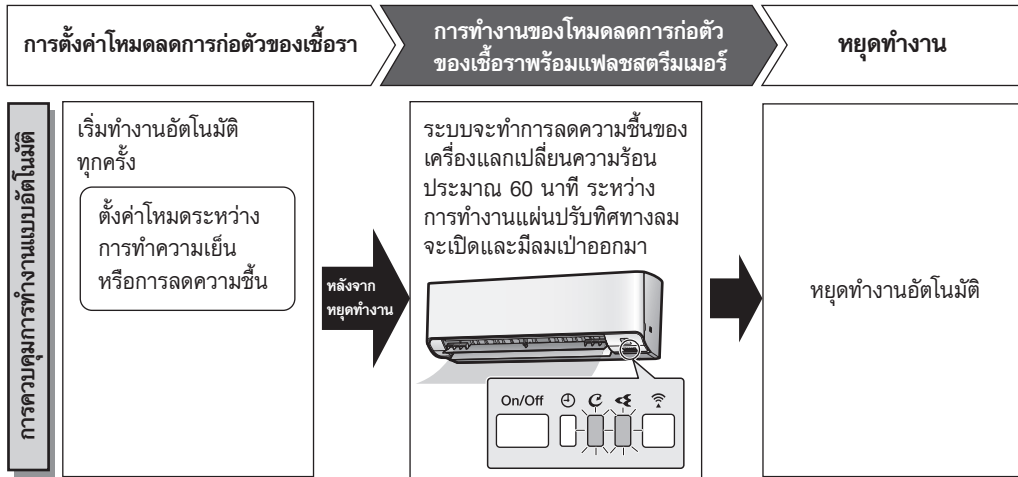 การตั้งค่าโหมดลดการก่อตัวของเชื้อรา
การทำงานของโหมดลดการก่อตัว
ของเชื้อราพร้อมแฟลชสตรีมเมอร์
หยุดทำงาน
การควบคุมการทำงานแบบอัตโนมัติ
เริ่มทำงานอัตโนมัติ
ทุกครั้ง
ตั้งค่าโหมดระหว่าง
การทำความเย็น
หรือการลดความชื้น
หลังจาก
หยุดทำงาน
ระบบจะทำการลดความชื้นของ
เครื่องแลกเปลี่ยนความร้อน
ประมาณ 60 นาที ระหว่าง
การทำงานแผ่นปรับทิศทางลม
จะเปิดและมีลมเป่าออกมา
On/Off
หยุดทำงานอัตโนมัติ